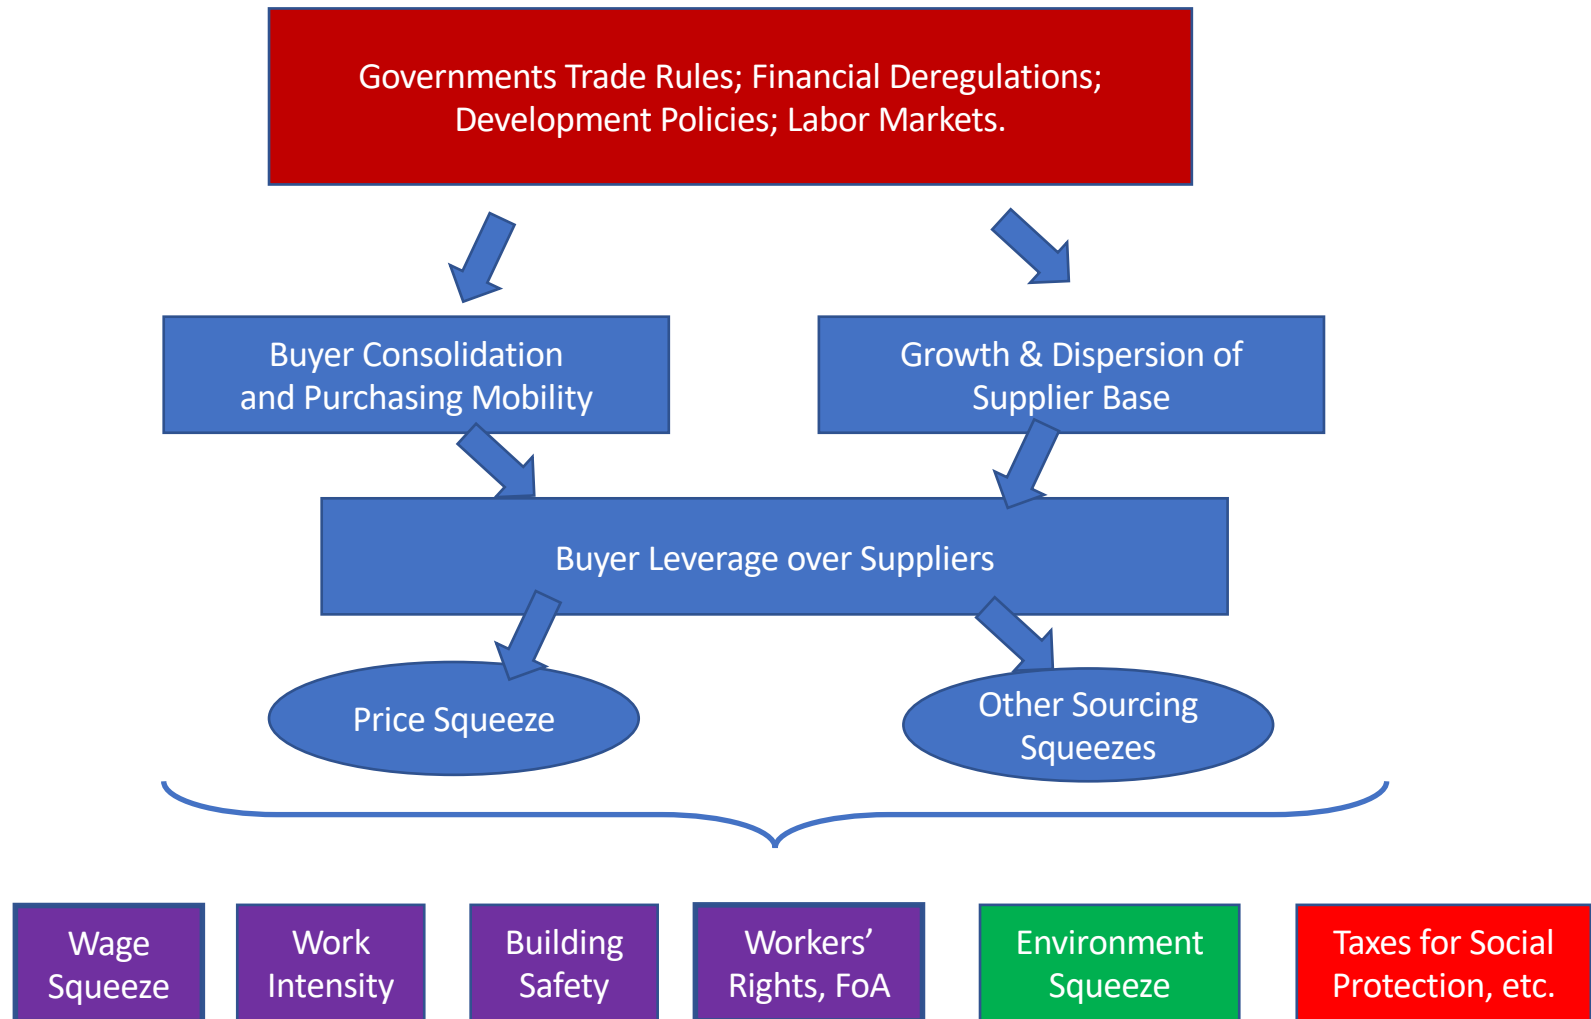 Governments Trade Rules; Financial Deregulations;
Development Policies; Labor Markets.
Buyer Consolidation
and Purchasing Mobility
Growth & Dispersion of
Supplier Base
Buyer Leverage over Suppliers
Price Squeeze
Other Sourcing
Squeezes
Wage
Squeeze
Work
Intensity
Building
Safety
Workers’
Rights, FoA
Environment
Squeeze
Taxes for Social
Protection, etc.